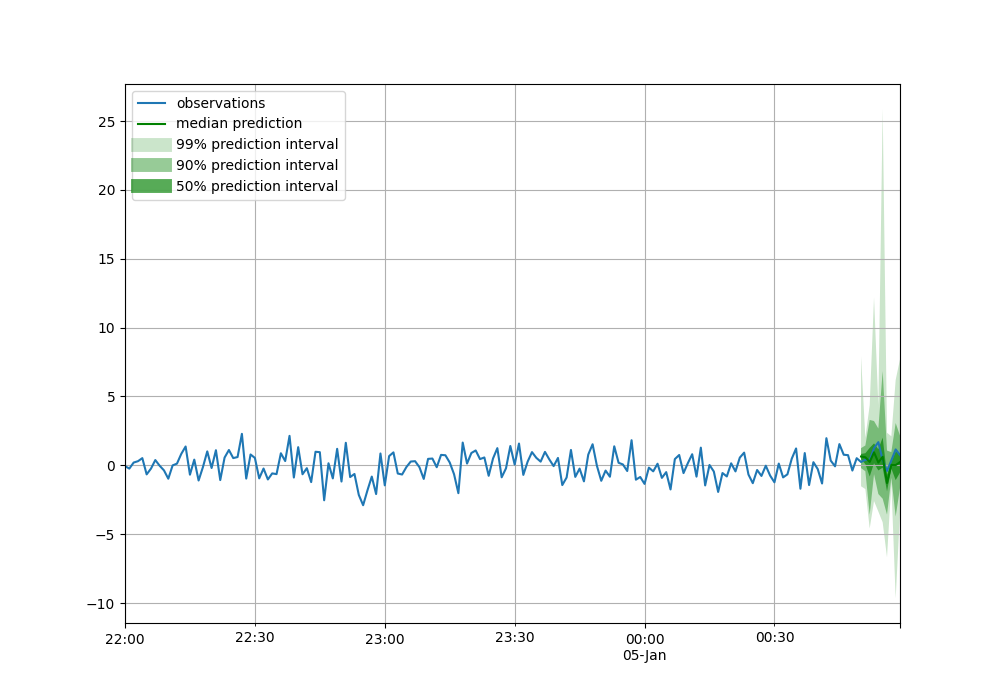 observations
median prediction
99% prediction interval
90% prediction interval
50% prediction interval
25
20
15
10
5
0
−5
−10
22:00
22:30
23:00
23:30
00:00
00:30
05-Jan